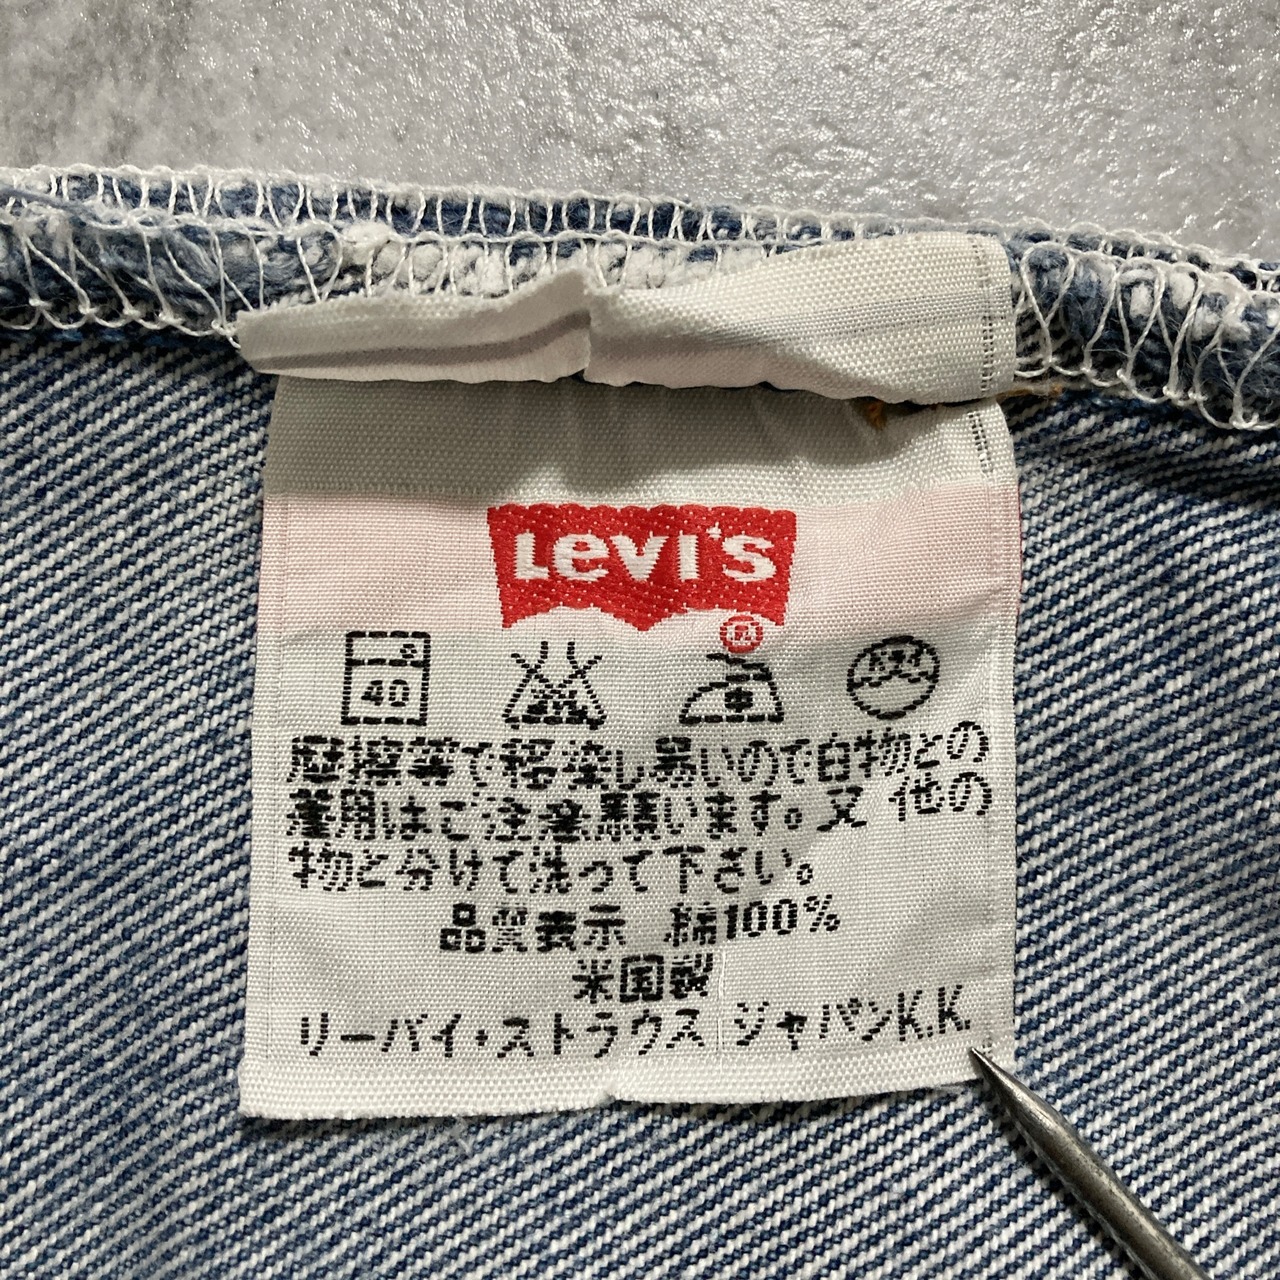 Levi's
R
40
摩擦等で移染し易いので白物との
着用はご注意願います。又 他の
物と分けて洗って下さい。
品質表示 綿100%
米国製
リーバイ・ストラウス ジャパンK.K.